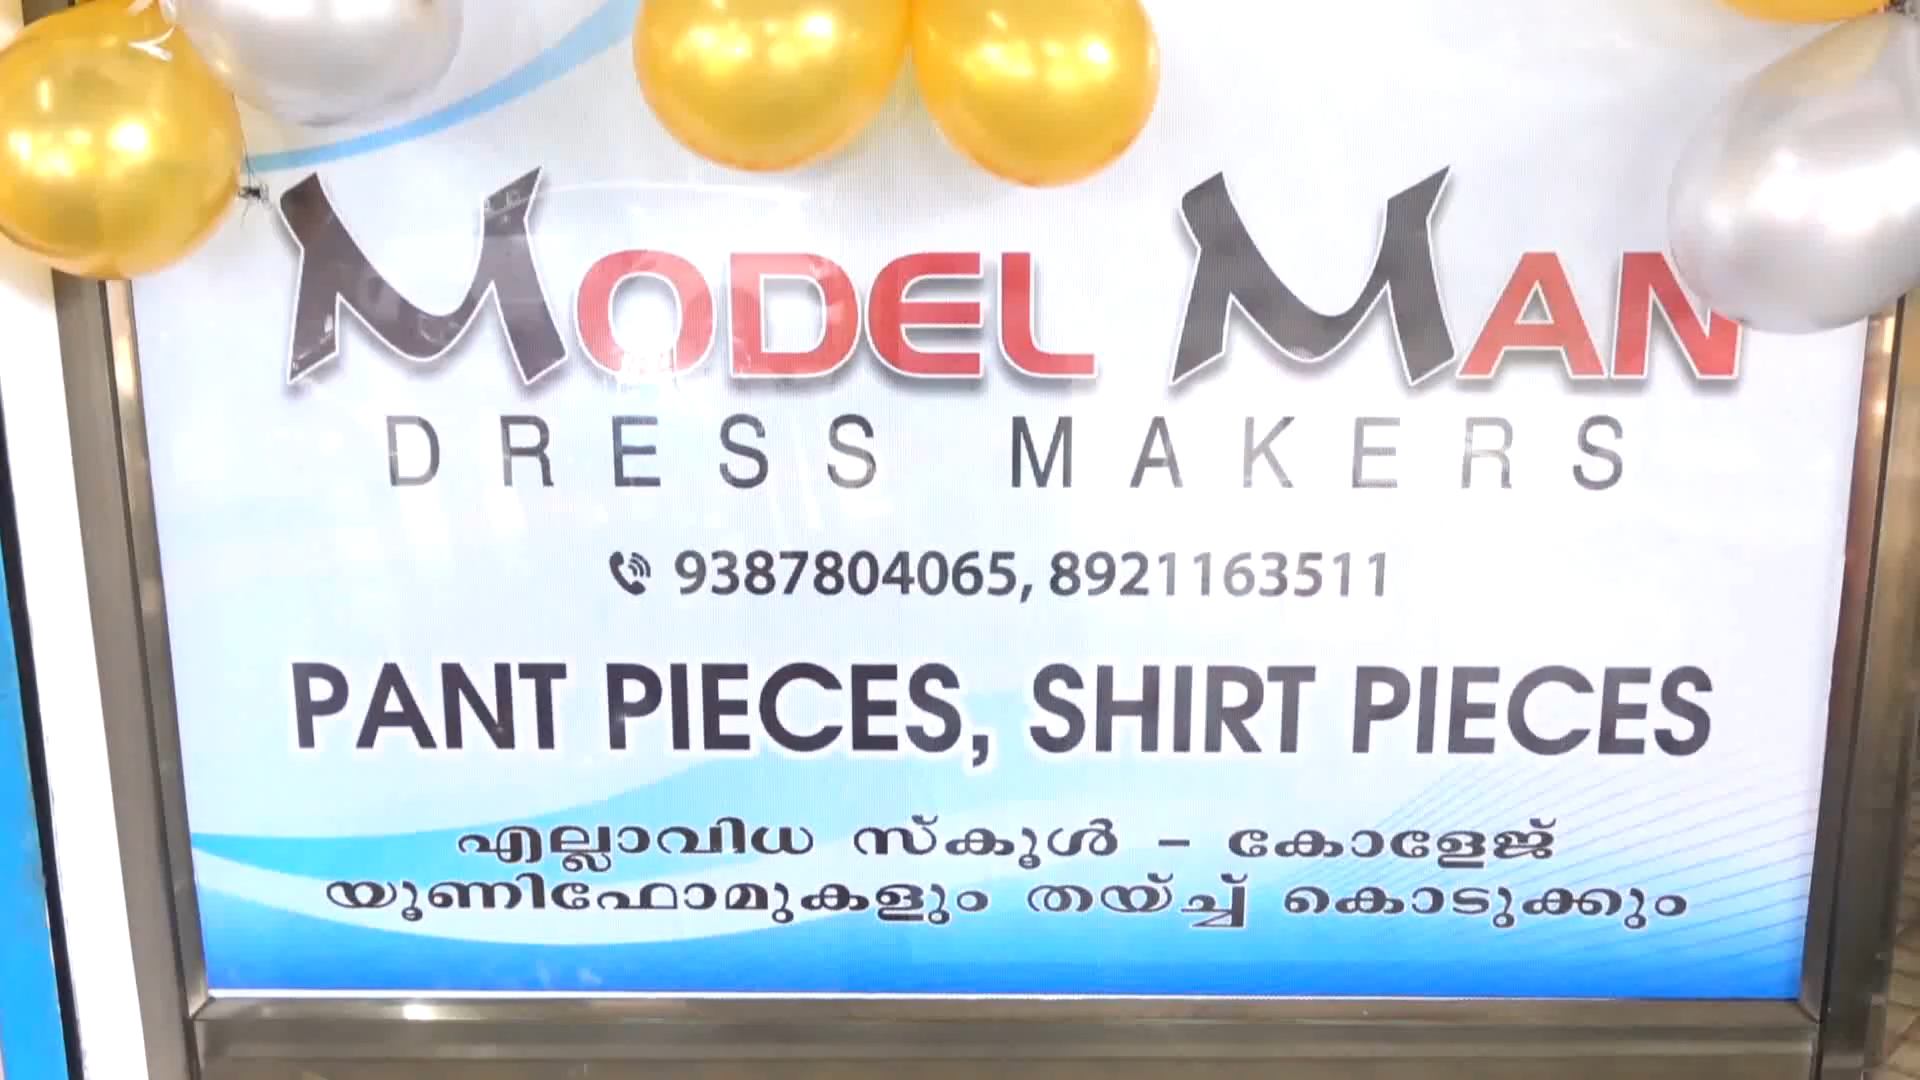 MODEL MAN
DRESS MAKERS
9387804065, 8921163511
PANT PIECES, SHIRT PIECES
എല്ലാവിധ സ്കൂൾ - കോളേജ്
യൂണിഫോമുകളും തയ്ച്ച് കൊടുക്കും